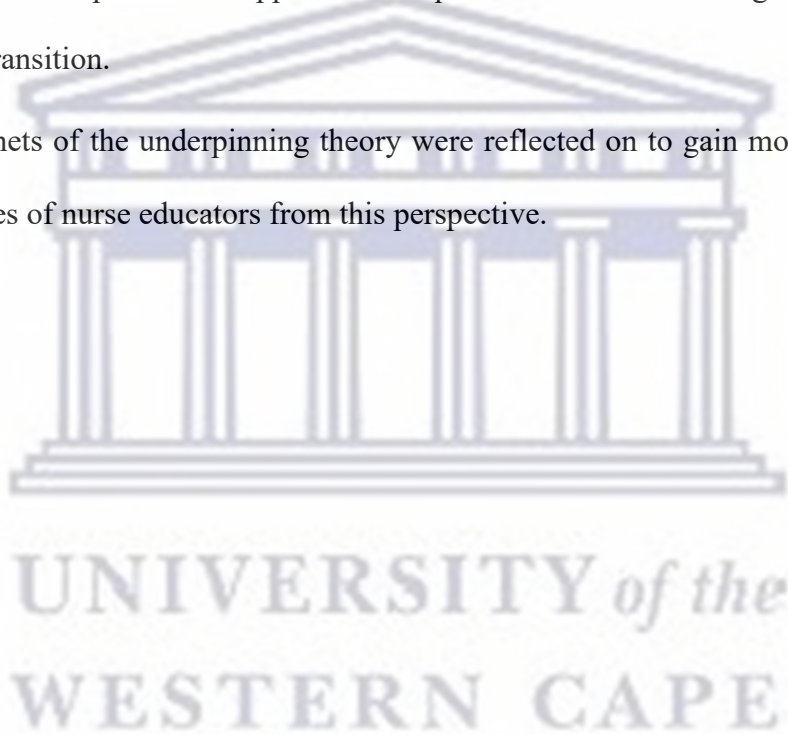 ansition.
nets of the underpinning theory were reflected on to gain mo
es of nurse educators from this perspective.
UNIVERSITY of the
WESTERN CAPE